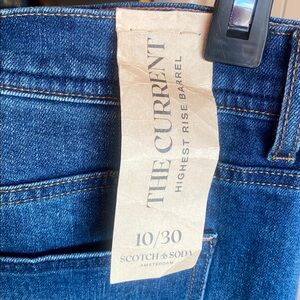 THE CURRENT
HIGHEST RISE BARREL
10/30
SCOTCH & SODA
AMSTERDAM